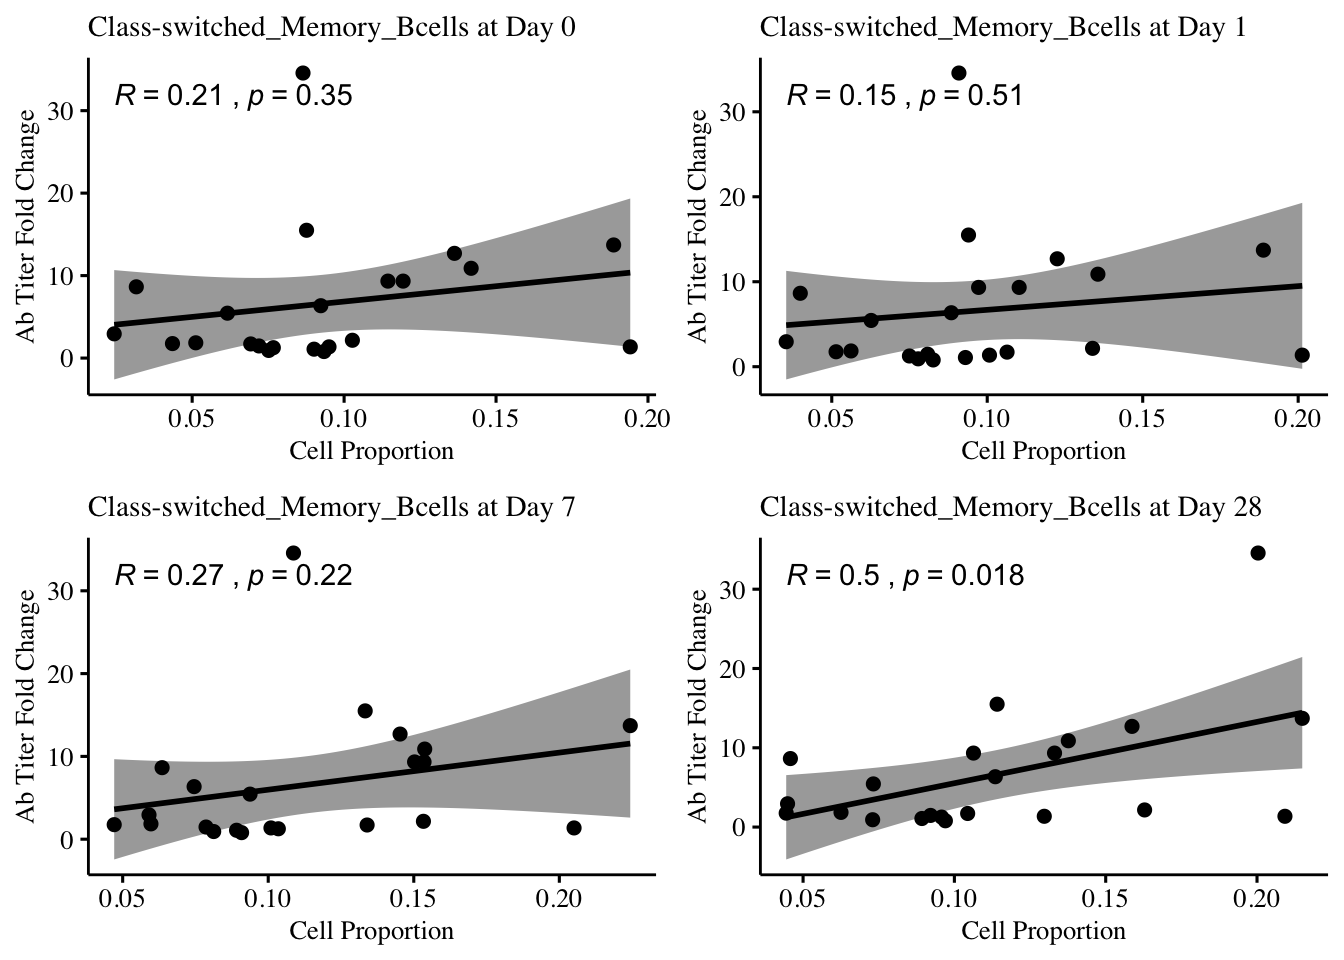 Class-switched_Memory_Bcells at Day 0
R = 0.21 , p = 0.35
Ab Titer Fold Change
30
20
10
0
0.05 0.10 0.15 0.20
Cell Proportion
Class-switched_Memory_Bcells at Day 1
R = 0.15 , p = 0.51
Ab Titer Fold Change
30
20
10
0
0.05 0.10 0.15 0.20
Cell Proportion
Class-switched_Memory_Bcells at Day 7
R = 0.27 , p = 0.22
Ab Titer Fold Change
30
20
10
0
0.05 0.10 0.15 0.20
Cell Proportion
Class-switched_Memory_Bcells at Day 28
R = 0.5 , p = 0.018
Ab Titer Fold Change
30
20
10
0
0.05 0.10 0.15 0.20
Cell Proportion